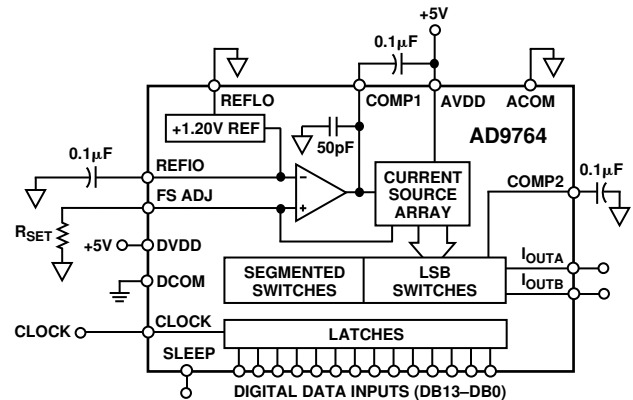 +5V
0.1µF
REFLO
COMP1
AVDD
ACOM
+1.20V REF
50pF
AD9764
0.1µF
REFIO
–
+
CURRENT
SOURCE
ARRAY
COMP2
0.1µF
FS ADJ
RSET
+5V
DVDD
DCOM
SEGMENTED
SWITCHES
LSB
SWITCHES
IOUTA
IOUTB
CLOCK
CLOCK
LATCHES
SLEEP
DIGITAL DATA INPUTS (DB13–DB0)